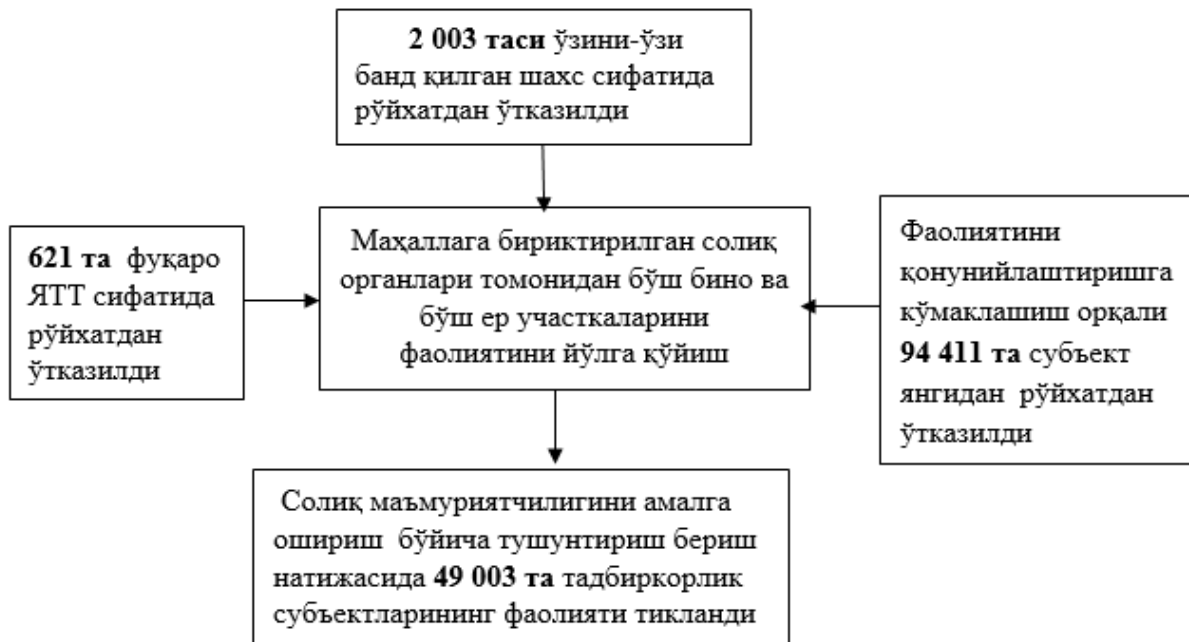 2 003 таси ўзини-ўзи
банд қилган шахс сифатида
рўйхатдан ўтказилди
621 та фуқаро
ЯТТ сифатида
рўйхатдан
ўтказилди
Маҳаллага бириктирилган солиқ
органлари томонидан бўш бино ва
бўш ер участкаларини
фаолиятини йўлга қўйиш
Фаолиятини
қонунийлаштиришга
кўмаклашиш орқали
94 411 та субъект
янгидан рўйхатдан
ўтказилди
Солиқ маъмуриятчилигини амалга
ошириш бўйича тушунтириш бериш
натижасида 49 003 та тадбиркорлик
субъектларининг фаолияти тикланди